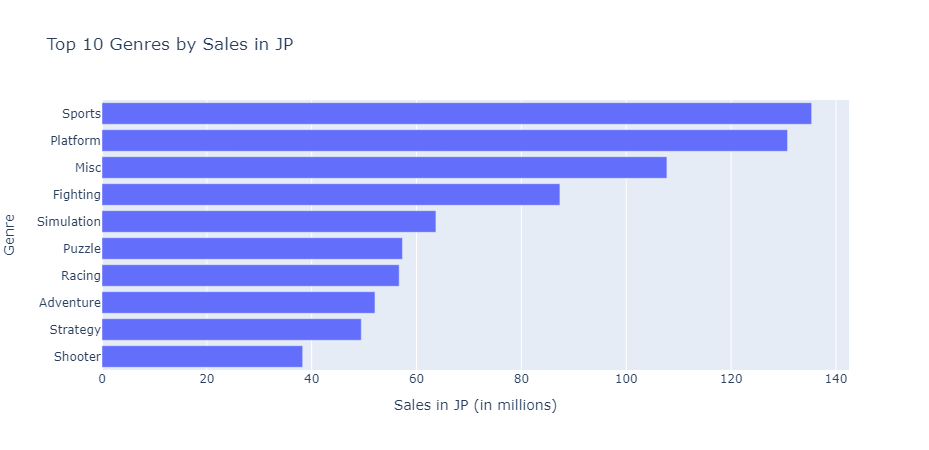 Top 10 Genres by Sales in JP
Genre
Sports
Platform
Misc
Fighting
Simulation
Puzzle
Racing
Adventure
Strategy
Shooter
0 20 40 60 80 100 120 140
Sales in JP (in millions)